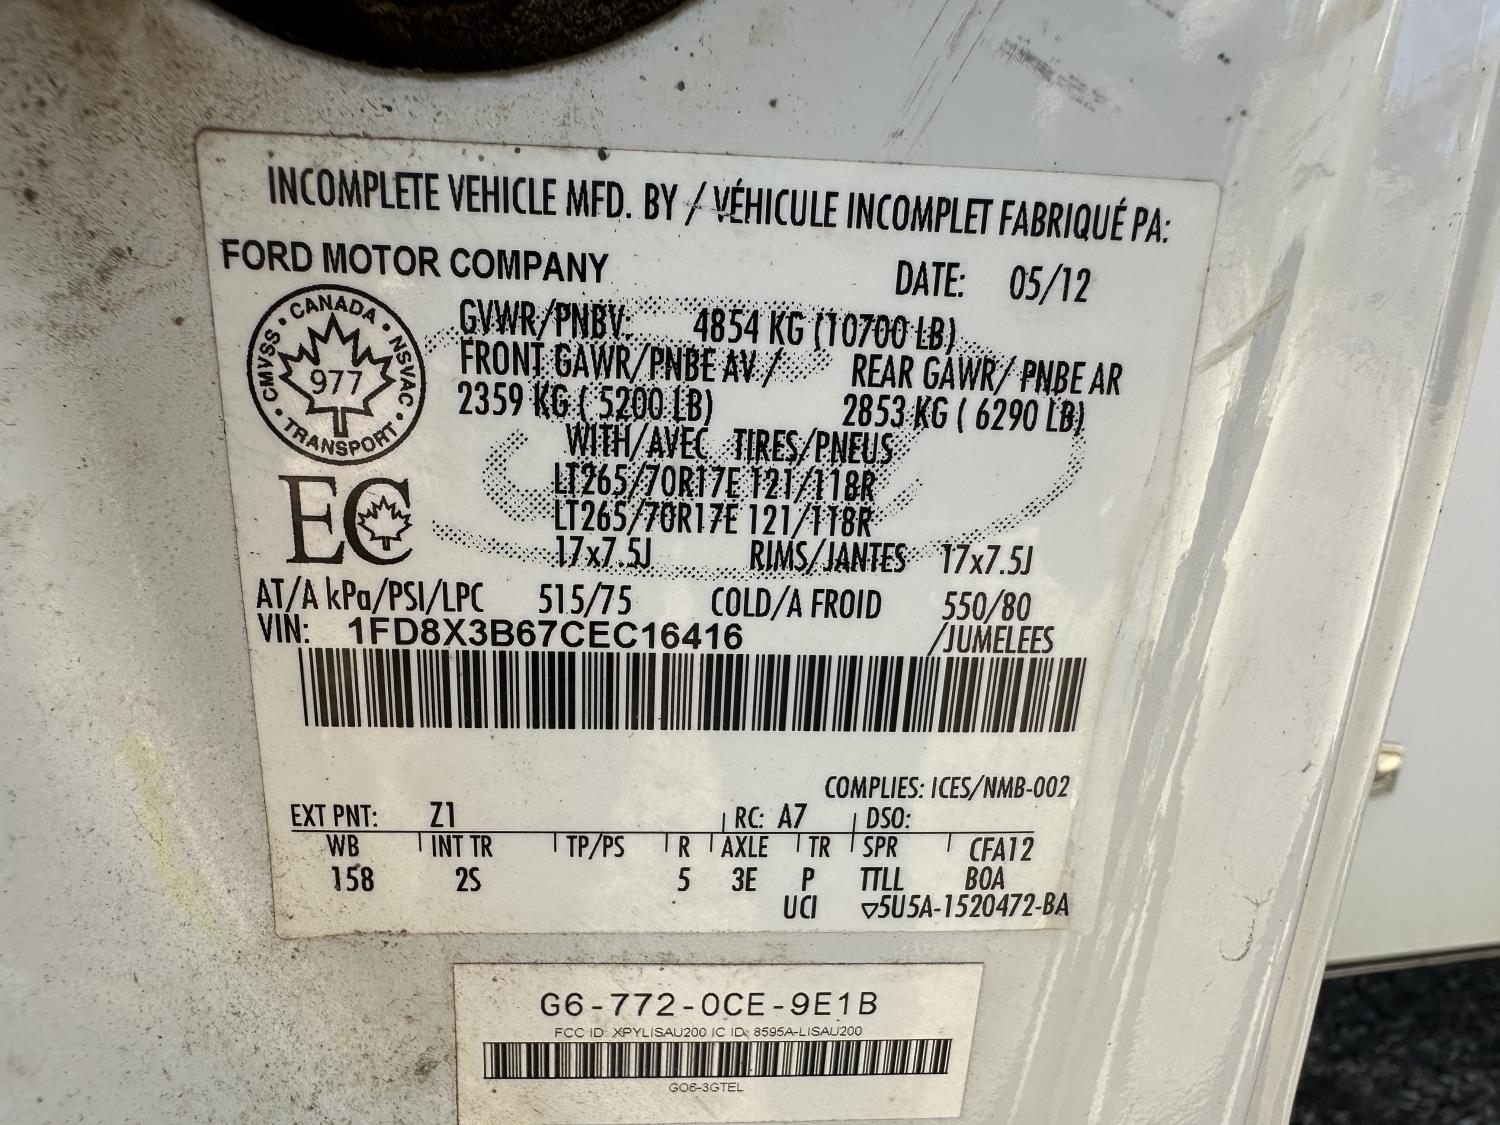 INCOMPLETE VEHICLE MFD. BY / VÉHICULE INCOMPLET FABRIQUÉ PA:
FORD MOTOR COMPANY DATE: 05/12
CANADA · NSVAC · TRANSPORT · CMVSS ·
977
GVWR/PNBV: 4854 KG (10700 LB)
FRONT GAWR/PNBE AV / REAR GAWR/ PNBE AR
2359 KG ( 5200 LB) 2853 KG ( 6290 LB)
WITH/AVEC TIRES/PNEUS
LT265/70R17E 121/118R
LT265/70R17E 121/118R
EC
17x7.5J RIMS/JANTES 17x7.5J
AT/A kPa/PSI/LPC 515/75 COLD/A FROID 550/80
VIN: 1FD8X3B67CEC16416 /JUMELEES
COMPLIES: ICES/NMB-002
EXT PNT: Z1 RC: A7 DSO:
WB INT TR TP/PS R AXLE TR SPR CFA12
158 2S 5 3E P TTLL BOA
UCI ▽5U5A-1520472-BA
G6-772-0CE-9E1B
FCC ID: XPYLISAU200 IC ID: 8595A-LISAU200
GO6-3GTEL